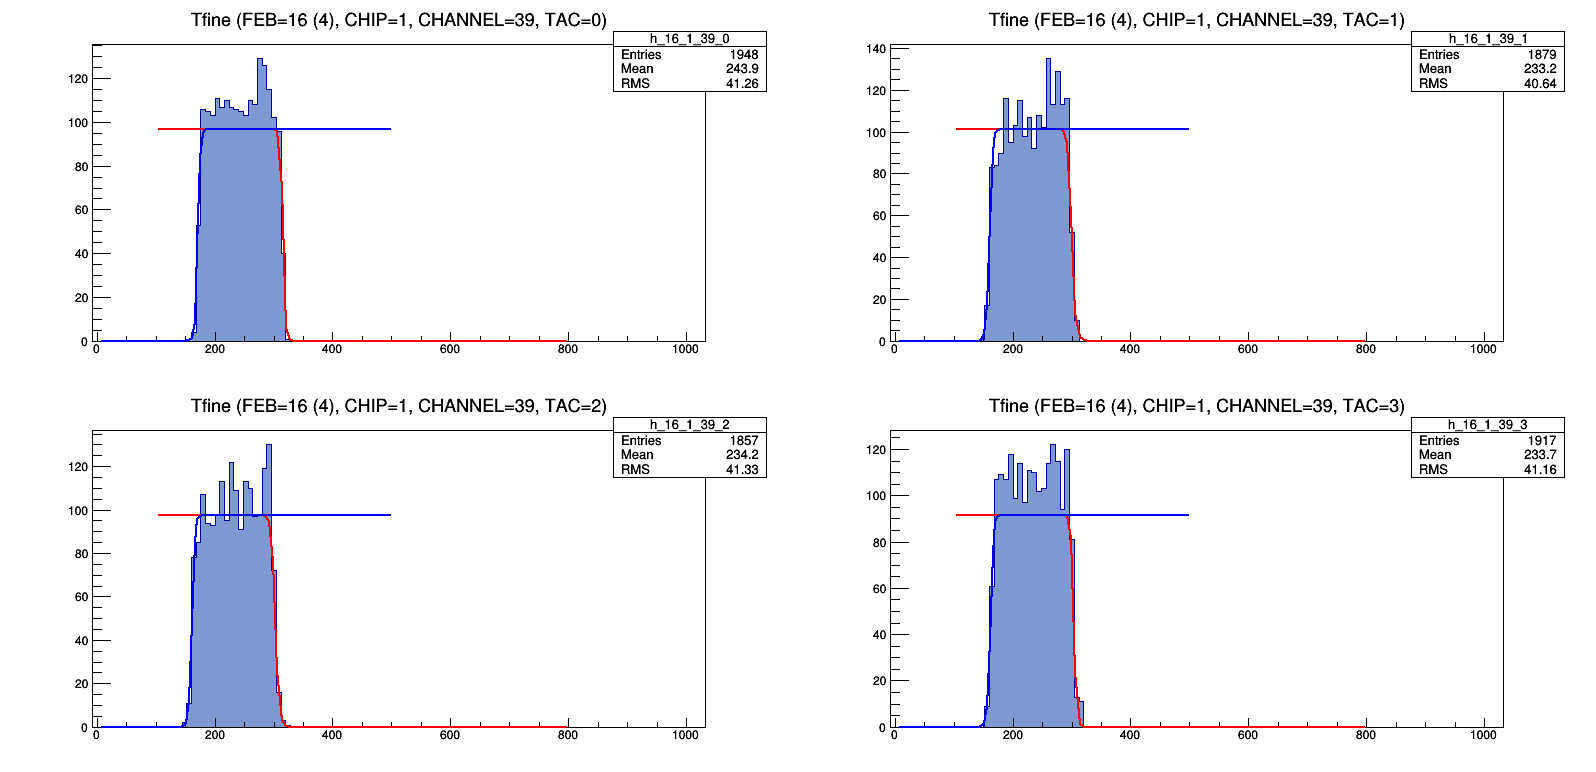 Tfine (FEB=16 (4), CHIP=1, CHANNEL=39, TAC=0)
h_16_1_39_0
Entries 1948
Mean 243.9
RMS 41.26
120
100
80
60
40
20
0
0 200 400 600 800 1000
Tfine (FEB=16 (4), CHIP=1, CHANNEL=39, TAC=1)
h_16_1_39_1
Entries 1879
Mean 233.2
RMS 40.64
140
120
100
80
60
40
20
0
0 200 400 600 800 1000
Tfine (FEB=16 (4), CHIP=1, CHANNEL=39, TAC=2)
h_16_1_39_2
Entries 1857
Mean 234.2
RMS 41.33
120
100
80
60
40
20
0
0 200 400 600 800 1000
Tfine (FEB=16 (4), CHIP=1, CHANNEL=39, TAC=3)
h_16_1_39_3
Entries 1917
Mean 233.7
RMS 41.16
120
100
80
60
40
20
0
0 200 400 600 800 1000